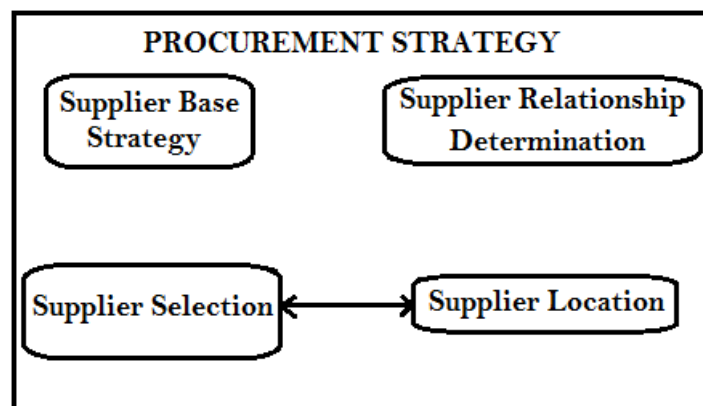 PROCUREMENT STRATEGY
Supplier Base
Strategy
Supplier Relationship
Determination
Supplier Selection
Supplier Location